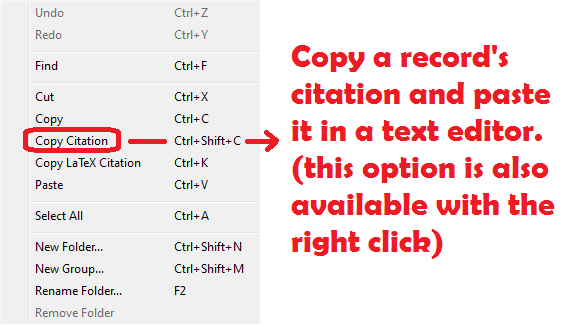 Undo Ctrl+Z
Redo Ctrl+Y
Find Ctrl+F
Cut Ctrl+X
Copy Ctrl+C
Copy Citation Ctrl+Shift+C
Copy LaTeX Citation Ctrl+K
Paste Ctrl+V
Select All Ctrl+A
New Folder... Ctrl+Shift+N
New Group... Ctrl+Shift+M
Rename Folder... F2
Remove Folder
Copy a record's
citation and paste
it in a text editor.
(this option is also
available with the
right click)